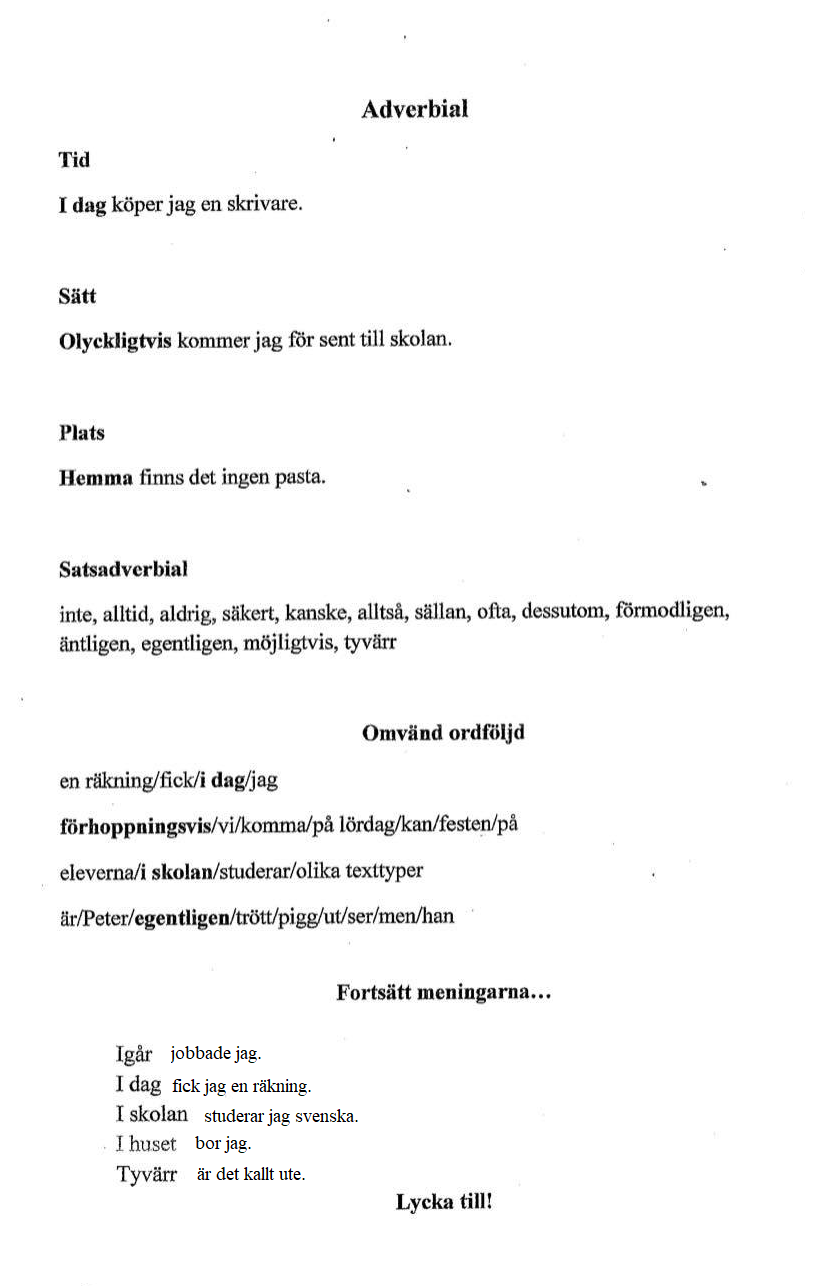 Adverbial
Tid
I dag köper jag en skrivare.
Sätt
Olyckligtvis kommer jag för sent till skolan.
Plats
Hemma finns det ingen pasta.
Satsadverbial
inte, alltid, aldrig, säkert, kanske, alltså, sällan, ofta, dessutom, förmodligen,
äntligen, egentligen, möjligtvis, tyvärr
Omvänd ordföljd
en räkning/fick/i dag/jag
förhoppningsvis/vi/komma/på lördag/kan/festen/på
eleverna/i skolan/studerar/olika texttyper
är/Peter/egentligen/trött/pigg/ut/ser/men/han
Fortsätt meningarna...
Igår jobbade jag.
I dag fick jag en räkning.
I skolan studerar jag svenska.
I huset bor jag.
Tyvärr är det kallt ute.
Lycka till!